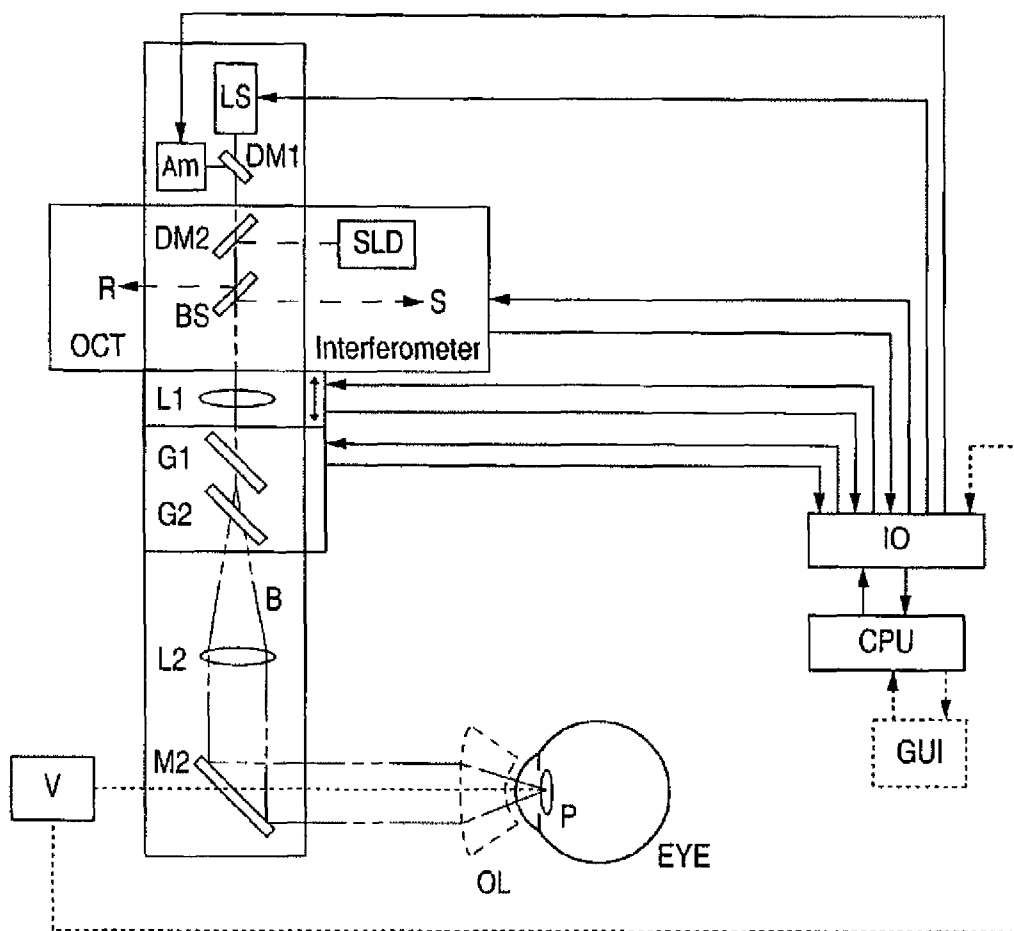 LS
Am
DM1
DM2
SLD
R
BS
S
OCT
Interferometer
L1
G1
G2
IO
B
CPU
L2
GUI
M2
V
P
EYE
OL